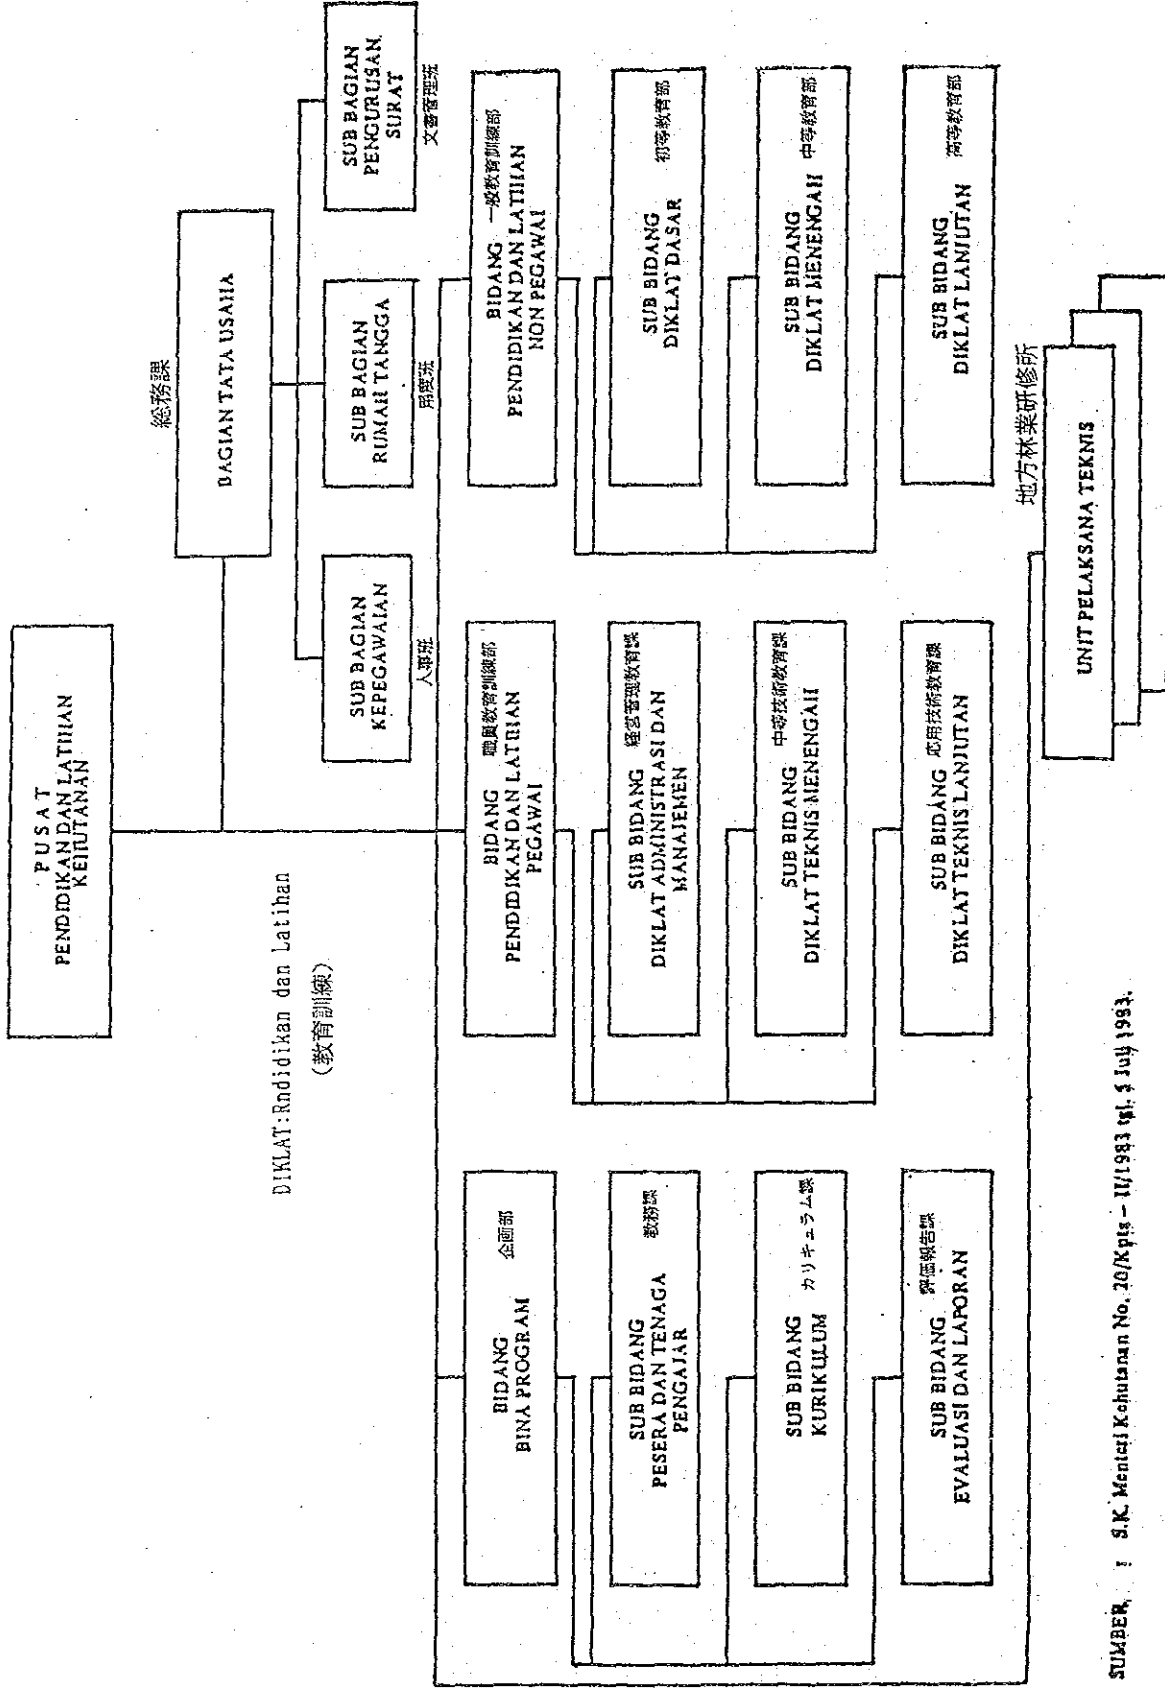 PUSAT
PENDIDIKAN DAN LATIHAN
KEHUTANAN
総務課
BAGIAN TATA USAHA
SUB BAGIAN
KEPEGAWAIAN
人事班
SUB BAGIAN
RUMAH TANGGA
用度班
SUB BAGIAN
PENGURUSAN
SURAT
文書管理班
DIKLAT:Rndidikan dan Latihan
(教育訓練)
BIDANG 企画部
BINA PROGRAM
BIDANG 職員教育訓練部
PENDIDIKAN DAN LATIHAN
PEGAWAI
BIDANG 一般教育訓練部
PENDIDIKAN DAN LATIHAN
NON PEGAWAI
SUB BIDANG 教務課
PESERA DAN TENAGA
PENGAJAR
SUB BIDANG 経営管理教育課
DIKLAT ADMINISTRASI DAN
MANAJEMEN
SUB BIDANG 初等教育部
DIKLAT DASAR
SUB BIDANG カリキュラム課
KURIKULUM
SUB BIDANG 中等技術教育課
DIKLAT TEKNIS MENENGAH
SUB BIDANG 中等教育部
DIKLAT MENENGAH
SUB BIDANG 評価報告課
EVALUASI DAN LAPORAN
SUB BIDANG 応用技術教育課
DIKLAT TEKNIS LANJUTAN
SUB BIDANG 高等教育部
DIKLAT LANJUTAN
地方林業研修所
UNIT PELAKSANA TEKNIS
SUMBER : S.K. Menteri Kehutanan No. 20/Kpts - II/1983 tgl. 5 July 1983.